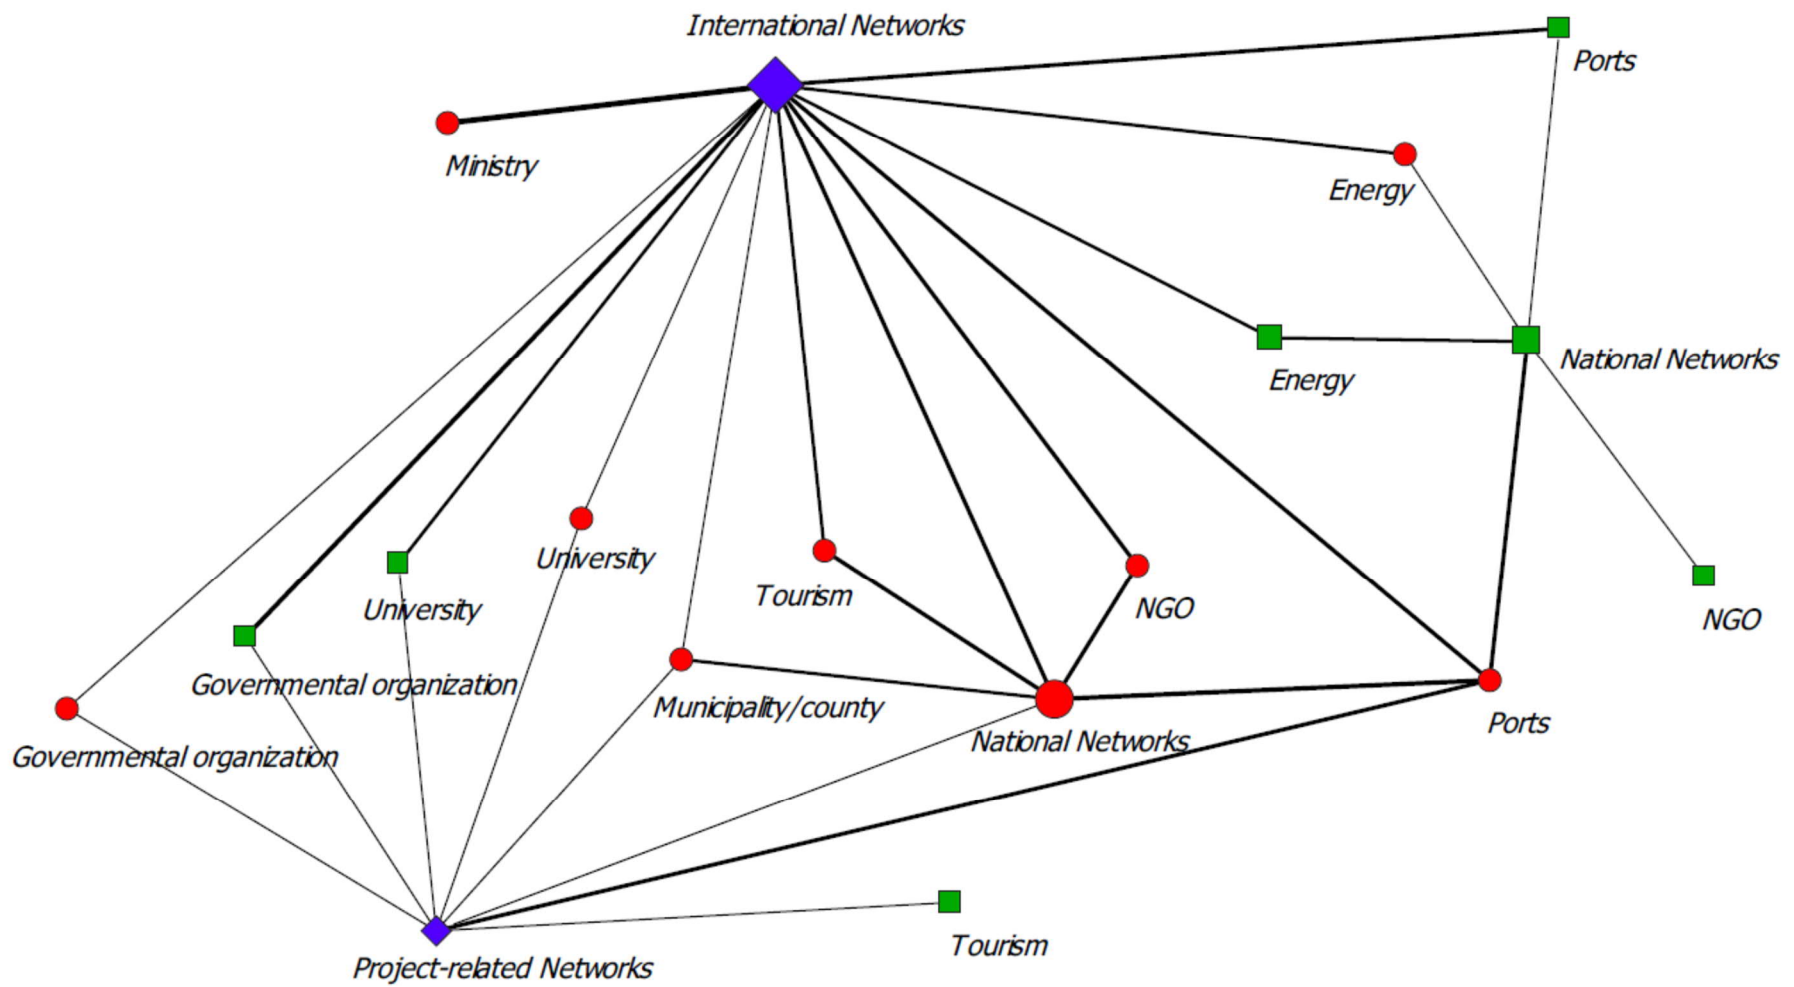 International Networks
Ports
Ministry
Energy
National Networks
Energy
University
Tourism
University
NGO
NGO
Governmental organization
Municipality/county
Ports
National Networks
Governmental organization
Tourism
Project-related Networks